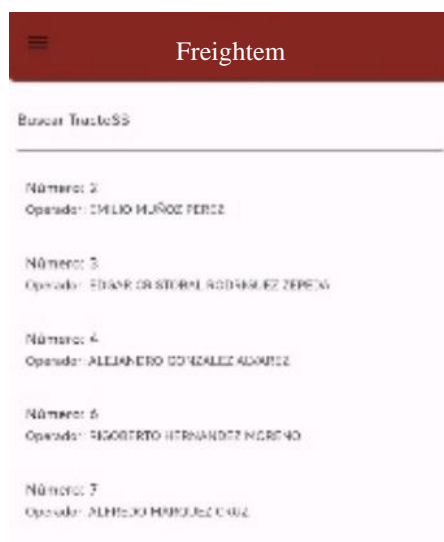 Freightem
Buscar TractoSS
Número: 2
Operador: EMILIO MUÑOZ PEREZ
Número: 3
Operador: EDGAR CRISTOBAL RODRIGUEZ ZEPEDA
Número: 4
Operador: ALEJANDRO GONZALEZ ALVAREZ
Número: 6
Operador: RIGOBERTO HERNANDEZ MORENO
Número: 7
Operador: ALFREDO MARQUEZ CRUZ